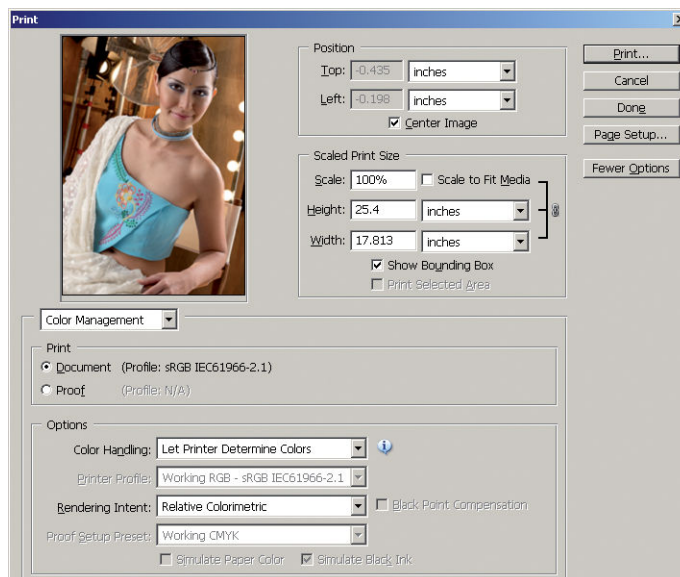 Print
Position
Top: -0.435 inches
Left: -0.198 inches
Center Image
Scaled Print Size
Scale: 100% Scale to Fit Media
Height: 25.4 inches
Width: 17.813 inches
Show Bounding Box
Print Selected Area
Print...
Cancel
Done
Page Setup...
Fewer Options
Color Management
Print
Document (Profile: sRGB IEC61966-2.1)
Proof (Profile: N/A)
Options
Color Handling: Let Printer Determine Colors
Printer Profile: Working RGB - sRGB IEC61966-2.1
Rendering Intent: Relative Colorimetric Black Point Compensation
Proof Setup Preset: Working CMYK
Simulate Paper Color Simulate Black Ink